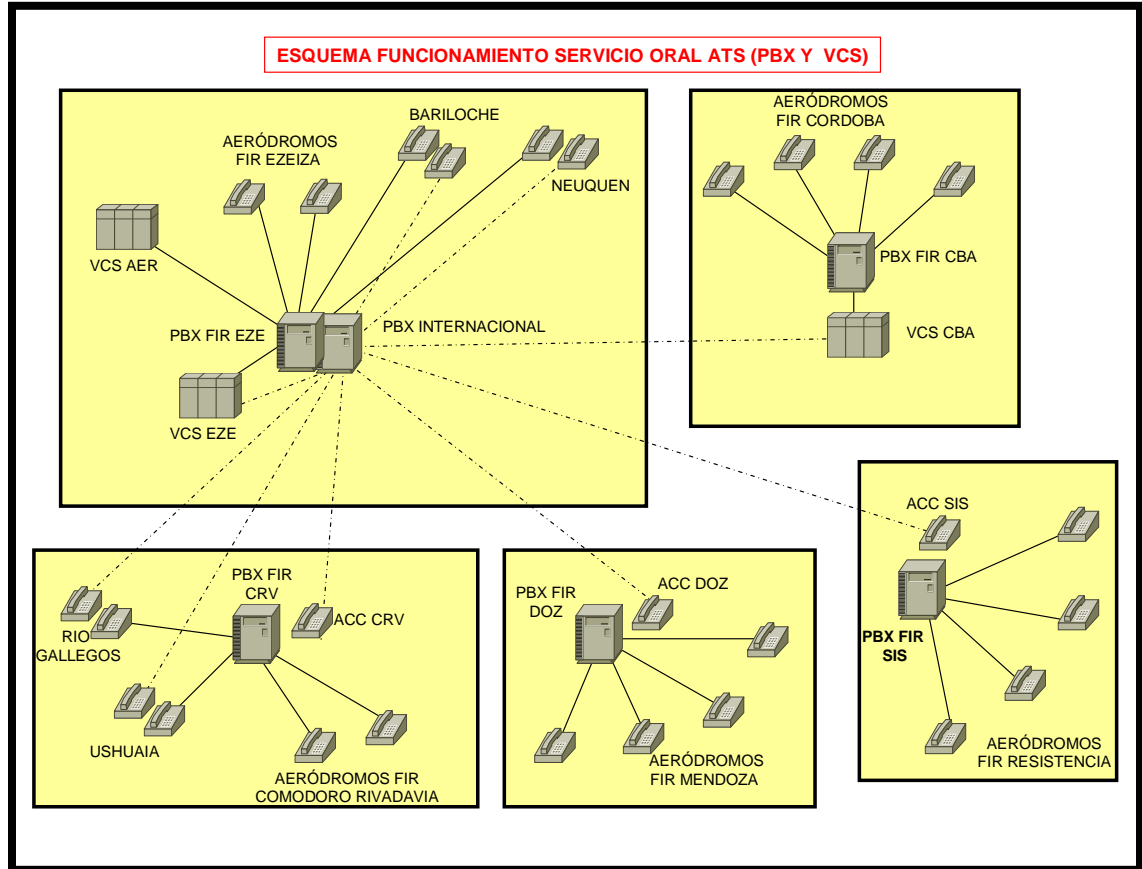 ESQUEMA FUNCIONAMIENTO SERVICIO ORAL ATS (PBX Y VCS)
BARILOCHE
AERÓDROMOS
FIR EZEIZA
NEUQUEN
VCS AER
PBX FIR EZE
PBX INTERNACIONAL
VCS EZE
AERÓDROMOS
FIR CORDOBA
PBX FIR CBA
VCS CBA
PBX FIR
CRV
ACC CRV
RIO
GALLEGOS
USHUAIA
AERÓDROMOS FIR
COMODORO RIVADAVIA
PBX FIR
DOZ
ACC DOZ
AERÓDROMOS
FIR MENDOZA
ACC SIS
PBX FIR
SIS
AERÓDROMOS
FIR RESISTENCIA